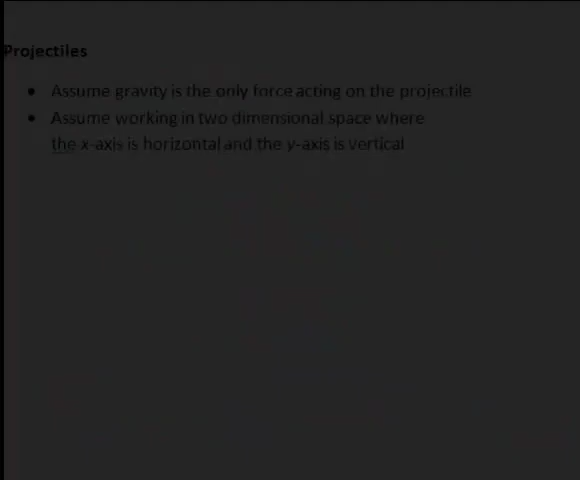 Projectiles
• Assume gravity is the only force acting on the projectile
• Assume working in two dimensional space where
the x-axis is horizontal and the y-axis is vertical